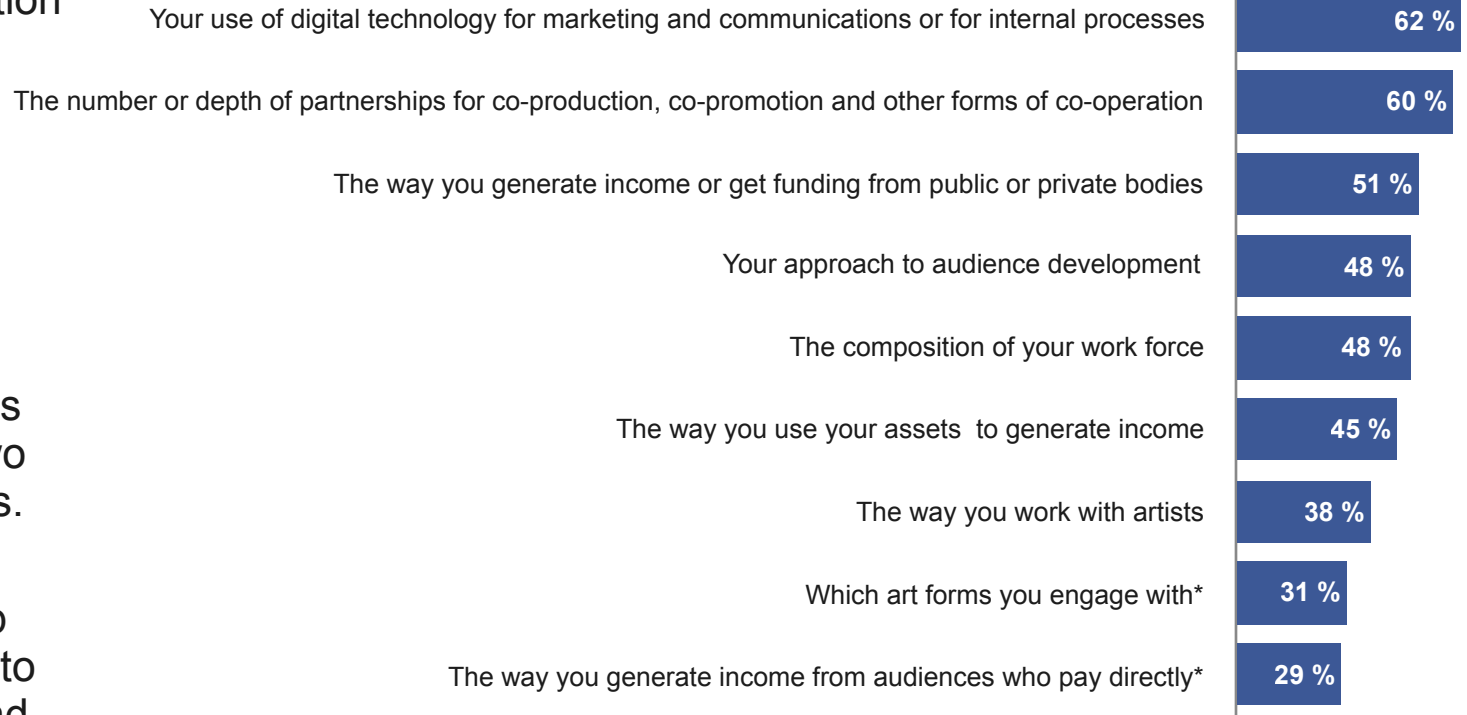 Your use of digital technology for marketing and communications or for internal processes 62 %
The number or depth of partnerships for co-production, co-promotion and other forms of co-operation 60 %
The way you generate income or get funding from public or private bodies 51 %
Your approach to audience development 48 %
The composition of your work force 48 %
The way you use your assets to generate income 45 %
The way you work with artists 38 %
Which art forms you engage with* 31 %
to
The way you generate income from audiences who pay directly* 29 %